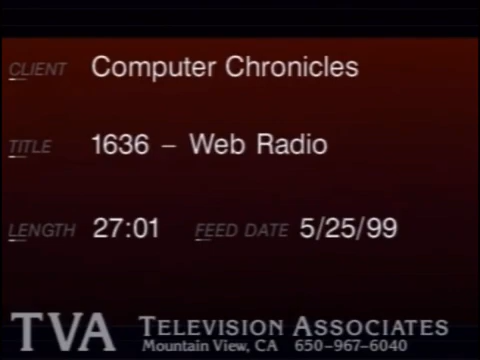 CLIENT Computer Chronicles
TITLE 1636 – Web Radio
LENGTH 27:01 FEED DATE 5/25/99
TVA TELEVISION ASSOCIATES
Mountain View, CA 650-967-6040